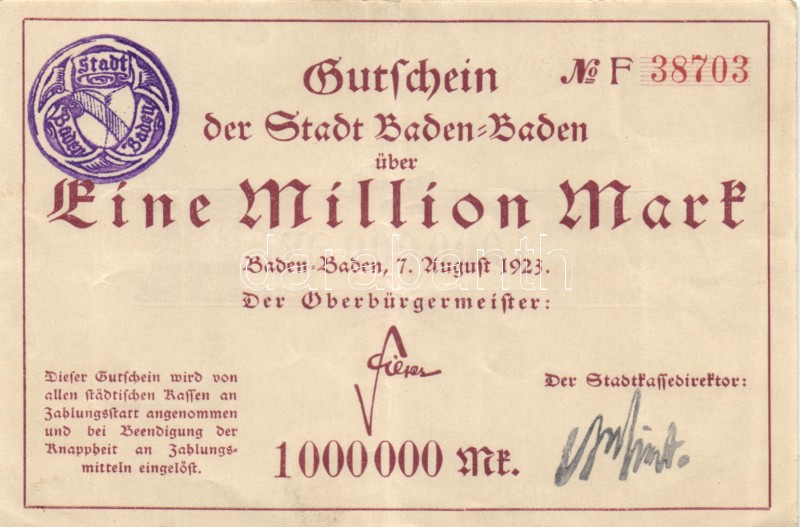 Stadt
Baden
Baden
Gutschein
№ F 38703
der Stadt Baden=Baden
über
Eine Million Mark
darabanth
Baden-Baden, 7. August 1923.
Der Oberbürgermeister:
Fieser
Dieser Gutschein wird von
allen städtischen Kassen an
Zahlungsstatt angenommen
und bei Beendigung der
Knappheit an Zahlungs-
mitteln eingelöst.
Der Stadtkassedirektor:
1000000 Mk.